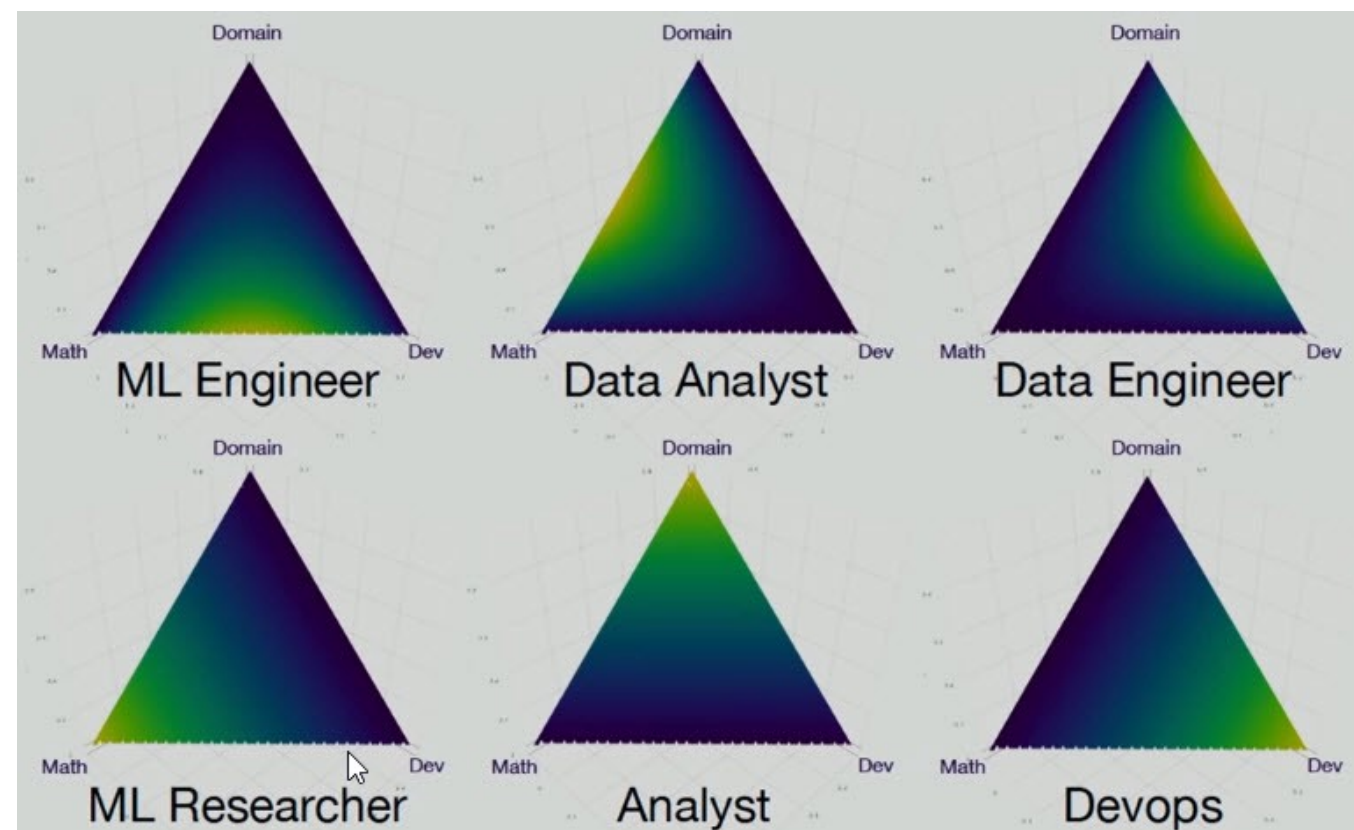 Domain
Domain
Domain
Math
Dev
Math
Dev
Math
Dev
ML Engineer
Data Analyst
Data Engineer
Domain
Domain
Domain
Math
Dev
Math
Dev
Math
Dev
ML Researcher
Analyst
Devops